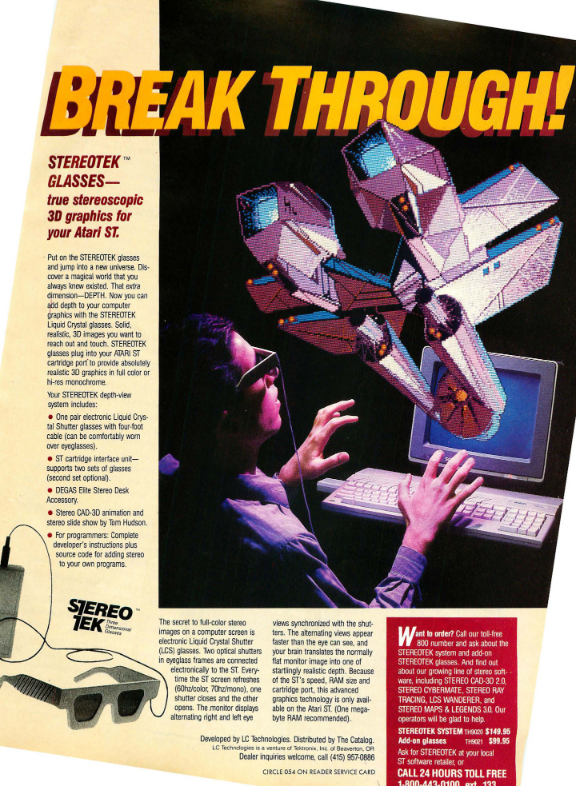 BREAK THROUGH!
STEREOTEK™
GLASSES—
true stereoscopic
3D graphics for
your Atari ST.
Put on the STEREOTEK glasses
and jump into a new universe. Dis-
cover a magical world that you
always knew existed. That extra
dimension—DEPTH. Now you can
add depth to your computer
graphics with the STEREOTEK
Liquid Crystal glasses. Solid,
realistic, 3D images you want to
reach out and touch. STEREOTEK
glasses plug into your ATARI ST
cartridge port to provide absolutely
realistic 3D graphics in full color or
hi-res monochrome.
Your STEREOTEK depth-view
system includes:
• One pair electronic Liquid Crys-
tal Shutter glasses with four-foot
cable (can be comfortably worn
over eyeglasses).
• ST cartridge interface unit—
supports two sets of glasses
(second set optional).
• DEGAS Elite Stereo Desk
Accessory.
• Stereo CAD-3D animation and
stereo slide show by Tom Hudson.
• For programmers: Complete
developer's instructions plus
source code for adding stereo
to your own programs.
STEREO
TEK™
Three
Dimensional
Glasses
The secret to full-color stereo
images on a computer screen is
electronic Liquid Crystal Shutter
(LCS) glasses. Two optical shutters
in eyeglass frames are connected
electronically to the ST. Every-
time the ST screen refreshes
(60hz/color, 70hz/mono), one
shutter closes and the other
opens. The monitor displays
alternating right and left eye
views synchronized with the shut-
ters. The alternating views appear
faster than the eye can see, and
your brain translates the normally
flat monitor image into one of
startlingly realistic depth. Because
of the ST's speed, RAM size and
cartridge port, this advanced
graphics technology is only avail-
able on the Atari ST. (One mega-
byte RAM recommended).
Developed by LC Technologies. Distributed by The Catalog.
LC Technologies is a venture of Tektronix, Inc. of Beaverton, OR
Dealer inquiries welcome, call (415) 957-0886
CIRCLE 054 ON READER SERVICE CARD
Want to order? Call our toll-free
800 number and ask about the
STEREOTEK system and add-on
STEREOTEK glasses. And find out
about our growing line of stereo soft-
ware, including STEREO CAD-3D 2.0,
STEREO CYBERMATE, STEREO RAY
TRACING, LCS WANDERER, and
STEREO MAPS & LEGENDS 3.0. Our
operators will be glad to help.
STEREOTEK SYSTEM TH9020 $149.95
Add-on glasses TH9021 $99.95
Ask for STEREOTEK at your local
ST software retailer, or
CALL 24 HOURS TOLL FREE
1-800-443-0100, ext. 133